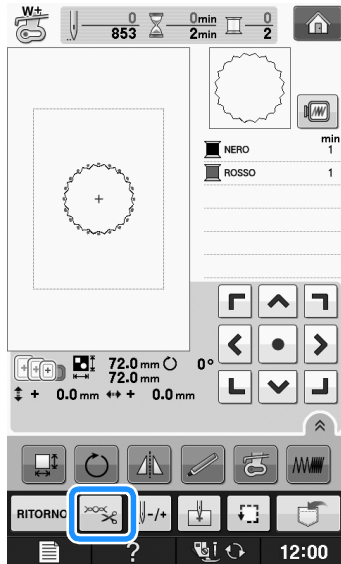 W+
0 0min 0
853 2min 2
min
NERO 1
ROSSO 1
72.0 mm 0°
72.0 mm
+ 0.0 mm + 0.0 mm
RITORNO -/+
? 12:00